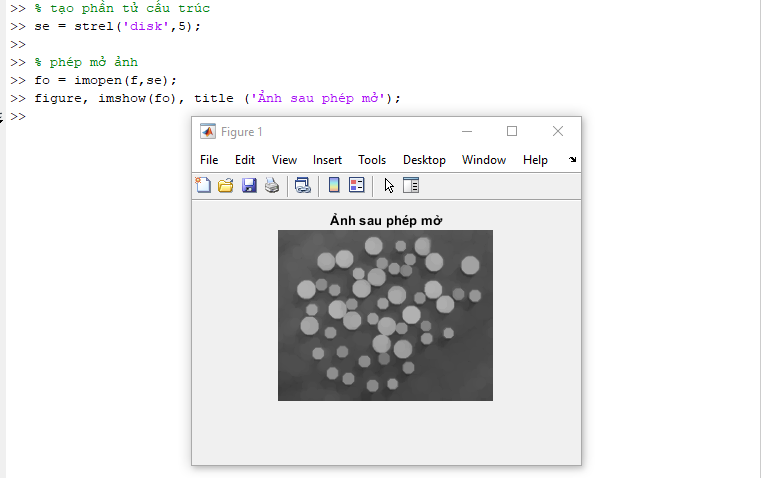 >> % tạo phần tử cấu trúc
>> se = strel('disk',5);
>>
>> % phép mở ảnh
>> fo = imopen(f,se);
>> figure, imshow(fo), title ('Ảnh sau phép mở');
>>
Figure 1
File Edit View Insert Tools Desktop Window Help
Ảnh sau phép mở